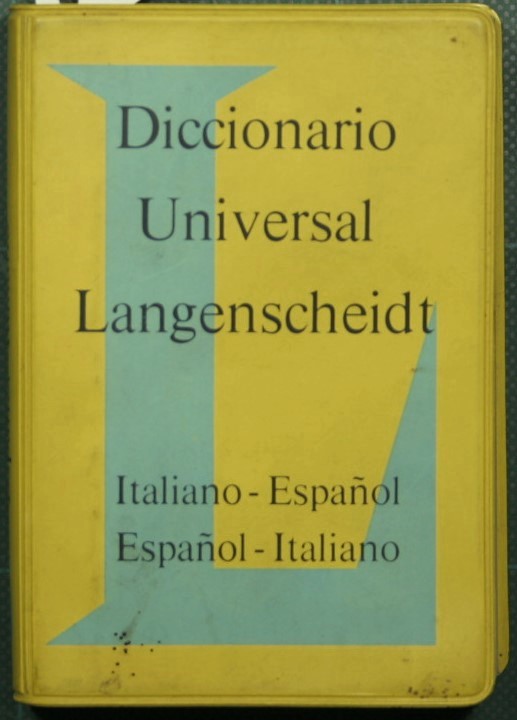 Diccionario
Universal
Langenscheidt
Italiano - Español
Español - Italiano